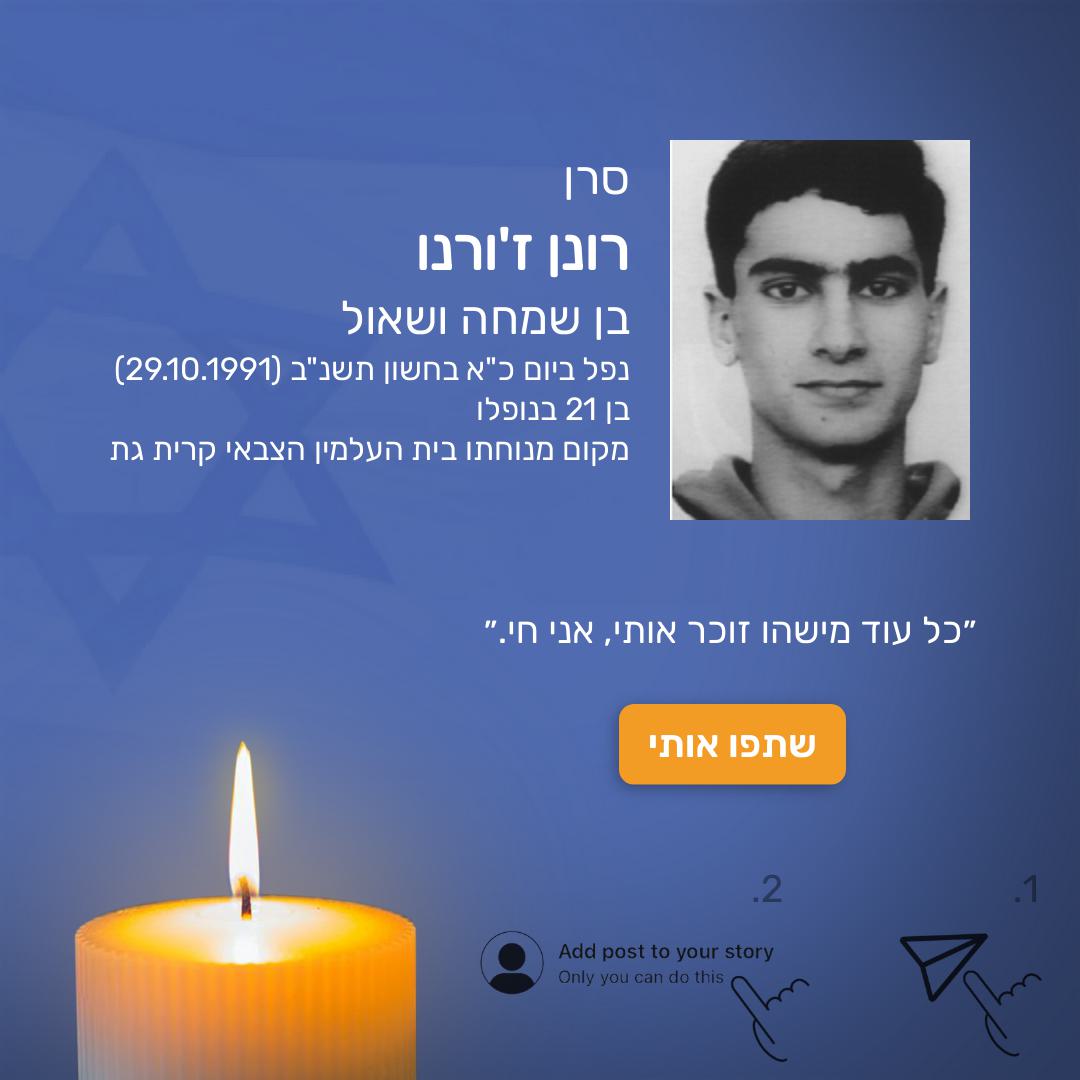 סרן
רונן ז'ורנו
בן שמחה ושאול
נפל ביום כ"א בחשון תשנ"ב (29.10.1991)
בן 21 בנופלו
מקום מנוחתו בית העלמין הצבאי קרית גת
״כל עוד מישהו זוכר אותי, אני חי.״
שתפו אותי
.1
.2
Add post to your story
Only you can do this